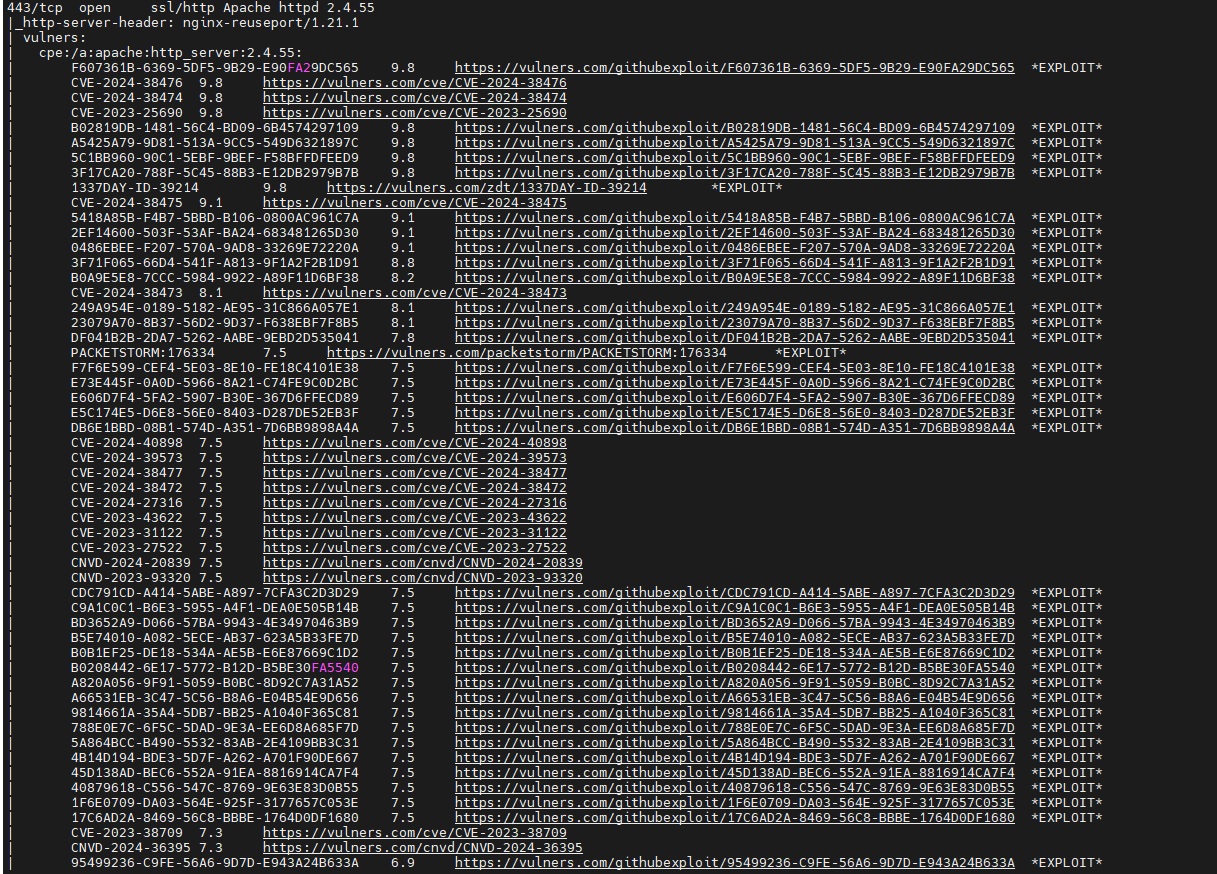 443/tcp  open     ssl/http Apache httpd 2.4.55
|_http-server-header: nginx-reuseport/1.21.1
| vulners:
|   cpe:/a:apache:http_server:2.4.55:
|       F607361B-6369-5DF5-9B29-E90FA29DC565    9.8     https://vulners.com/githubexploit/F607361B-6369-5DF5-9B29-E90FA29DC565  *EXPLOIT*
|       CVE-2024-38476  9.8     https://vulners.com/cve/CVE-2024-38476
|       CVE-2024-38474  9.8     https://vulners.com/cve/CVE-2024-38474
|       CVE-2023-25690  9.8     https://vulners.com/cve/CVE-2023-25690
|       B02819DB-1481-56C4-BD09-6B4574297109    9.8     https://vulners.com/githubexploit/B02819DB-1481-56C4-BD09-6B4574297109  *EXPLOIT*
|       A5425A79-9D81-513A-9CC5-549D6321897C    9.8     https://vulners.com/githubexploit/A5425A79-9D81-513A-9CC5-549D6321897C  *EXPLOIT*
|       5C1BB960-90C1-5EBF-9BEF-F58BFFDFEED9    9.8     https://vulners.com/githubexploit/5C1BB960-90C1-5EBF-9BEF-F58BFFDFEED9  *EXPLOIT*
|       3F17CA20-788F-5C45-88B3-E12DB2979B7B    9.8     https://vulners.com/githubexploit/3F17CA20-788F-5C45-88B3-E12DB2979B7B  *EXPLOIT*
|       1337DAY-ID-39214        9.8     https://vulners.com/zdt/1337DAY-ID-39214        *EXPLOIT*
|       CVE-2024-38475  9.1     https://vulners.com/cve/CVE-2024-38475
|       5418A85B-F4B7-5BBD-B106-0800AC961C7A    9.1     https://vulners.com/githubexploit/5418A85B-F4B7-5BBD-B106-0800AC961C7A  *EXPLOIT*
|       2EF14600-503F-53AF-BA24-683481265D30    9.1     https://vulners.com/githubexploit/2EF14600-503F-53AF-BA24-683481265D30  *EXPLOIT*
|       0486EBEE-F207-570A-9AD8-33269E72220A    9.1     https://vulners.com/githubexploit/0486EBEE-F207-570A-9AD8-33269E72220A  *EXPLOIT*
|       3F71F065-66D4-541F-A813-9F1A2F2B1D91    8.8     https://vulners.com/githubexploit/3F71F065-66D4-541F-A813-9F1A2F2B1D91  *EXPLOIT*
|       B0A9E5E8-7CCC-5984-9922-A89F11D6BF38    8.2     https://vulners.com/githubexploit/B0A9E5E8-7CCC-5984-9922-A89F11D6BF38  *EXPLOIT*
|       CVE-2024-38473  8.1     https://vulners.com/cve/CVE-2024-38473
|       249A954E-0189-5182-AE95-31C866A057E1    8.1     https://vulners.com/githubexploit/249A954E-0189-5182-AE95-31C866A057E1  *EXPLOIT*
|       23079A70-8B37-56D2-9D37-F638EBF7F8B5    8.1     https://vulners.com/githubexploit/23079A70-8B37-56D2-9D37-F638EBF7F8B5  *EXPLOIT*
|       DF041B2B-2DA7-5262-AABE-9EBD2D535041    7.8     https://vulners.com/githubexploit/DF041B2B-2DA7-5262-AABE-9EBD2D535041  *EXPLOIT*
|       PACKETSTORM:176334      7.5     https://vulners.com/packetstorm/PACKETSTORM:176334      *EXPLOIT*
|       F7F6E599-CEF4-5E03-8E10-FE18C4101E38    7.5     https://vulners.com/githubexploit/F7F6E599-CEF4-5E03-8E10-FE18C4101E38  *EXPLOIT*
|       E73E445F-0A0D-5966-8A21-C74FE9C0D2BC    7.5     https://vulners.com/githubexploit/E73E445F-0A0D-5966-8A21-C74FE9C0D2BC  *EXPLOIT*
|       E606D7F4-5FA2-5907-B30E-367D6FFECD89    7.5     https://vulners.com/githubexploit/E606D7F4-5FA2-5907-B30E-367D6FFECD89  *EXPLOIT*
|       E5C174E5-D6E8-56E0-8403-D287DE52EB3F    7.5     https://vulners.com/githubexploit/E5C174E5-D6E8-56E0-8403-D287DE52EB3F  *EXPLOIT*
|       DB6E1BBD-08B1-574D-A351-7D6BB9898A4A    7.5     https://vulners.com/githubexploit/DB6E1BBD-08B1-574D-A351-7D6BB9898A4A  *EXPLOIT*
|       CVE-2024-40898  7.5     https://vulners.com/cve/CVE-2024-40898
|       CVE-2024-39573  7.5     https://vulners.com/cve/CVE-2024-39573
|       CVE-2024-38477  7.5     https://vulners.com/cve/CVE-2024-38477
|       CVE-2024-38472  7.5     https://vulners.com/cve/CVE-2024-38472
|       CVE-2024-27316  7.5     https://vulners.com/cve/CVE-2024-27316
|       CVE-2023-43622  7.5     https://vulners.com/cve/CVE-2023-43622
|       CVE-2023-31122  7.5     https://vulners.com/cve/CVE-2023-31122
|       CVE-2023-27522  7.5     https://vulners.com/cve/CVE-2023-27522
|       CNVD-2024-20839 7.5     https://vulners.com/cnvd/CNVD-2024-20839
|       CNVD-2023-93320 7.5     https://vulners.com/cnvd/CNVD-2023-93320
|       CDC791CD-A414-5ABE-A897-7CFA3C2D3D29    7.5     https://vulners.com/githubexploit/CDC791CD-A414-5ABE-A897-7CFA3C2D3D29  *EXPLOIT*
|       C9A1C0C1-B6E3-5955-A4F1-DEA0E505B14B    7.5     https://vulners.com/githubexploit/C9A1C0C1-B6E3-5955-A4F1-DEA0E505B14B  *EXPLOIT*
|       BD3652A9-D066-57BA-9943-4E34970463B9    7.5     https://vulners.com/githubexploit/BD3652A9-D066-57BA-9943-4E34970463B9  *EXPLOIT*
|       B5E74010-A082-5ECE-AB37-623A5B33FE7D    7.5     https://vulners.com/githubexploit/B5E74010-A082-5ECE-AB37-623A5B33FE7D  *EXPLOIT*
|       B0B1EF25-DE18-534A-AE5B-E6E87669C1D2    7.5     https://vulners.com/githubexploit/B0B1EF25-DE18-534A-AE5B-E6E87669C1D2  *EXPLOIT*
|       B0208442-6E17-5772-B12D-B5BE30FA5540    7.5     https://vulners.com/githubexploit/B0208442-6E17-5772-B12D-B5BE30FA5540  *EXPLOIT*
|       A820A056-9F91-5059-B0BC-8D92C7A31A52    7.5     https://vulners.com/githubexploit/A820A056-9F91-5059-B0BC-8D92C7A31A52  *EXPLOIT*
|       A66531EB-3C47-5C56-B8A6-E04B54E9D656    7.5     https://vulners.com/githubexploit/A66531EB-3C47-5C56-B8A6-E04B54E9D656  *EXPLOIT*
|       9814661A-35A4-5DB7-BB25-A1040F365C81    7.5     https://vulners.com/githubexploit/9814661A-35A4-5DB7-BB25-A1040F365C81  *EXPLOIT*
|       788E0E7C-6F5C-5DAD-9E3A-EE6D8A685F7D    7.5     https://vulners.com/githubexploit/788E0E7C-6F5C-5DAD-9E3A-EE6D8A685F7D  *EXPLOIT*
|       5A864BCC-B490-5532-83AB-2E4109BB3C31    7.5     https://vulners.com/githubexploit/5A864BCC-B490-5532-83AB-2E4109BB3C31  *EXPLOIT*
|       4B14D194-BDE3-5D7F-A262-A701F90DE667    7.5     https://vulners.com/githubexploit/4B14D194-BDE3-5D7F-A262-A701F90DE667  *EXPLOIT*
|       45D138AD-BEC6-552A-91EA-8816914CA7F4    7.5     https://vulners.com/githubexploit/45D138AD-BEC6-552A-91EA-8816914CA7F4  *EXPLOIT*
|       40879618-C556-547C-8769-9E63E83D0B55    7.5     https://vulners.com/githubexploit/40879618-C556-547C-8769-9E63E83D0B55  *EXPLOIT*
|       1F6E0709-DA03-564E-925F-3177657C053E    7.5     https://vulners.com/githubexploit/1F6E0709-DA03-564E-925F-3177657C053E  *EXPLOIT*
|       17C6AD2A-8469-56C8-BBBE-1764D0DF1680    7.5     https://vulners.com/githubexploit/17C6AD2A-8469-56C8-BBBE-1764D0DF1680  *EXPLOIT*
|       CVE-2023-38709  7.3     https://vulners.com/cve/CVE-2023-38709
|       CNVD-2024-36395 7.3     https://vulners.com/cnvd/CNVD-2024-36395
|       95499236-C9FE-56A6-9D7D-E943A24B633A    6.9     https://vulners.com/githubexploit/95499236-C9FE-56A6-9D7D-E943A24B633A  *EXPLOIT*